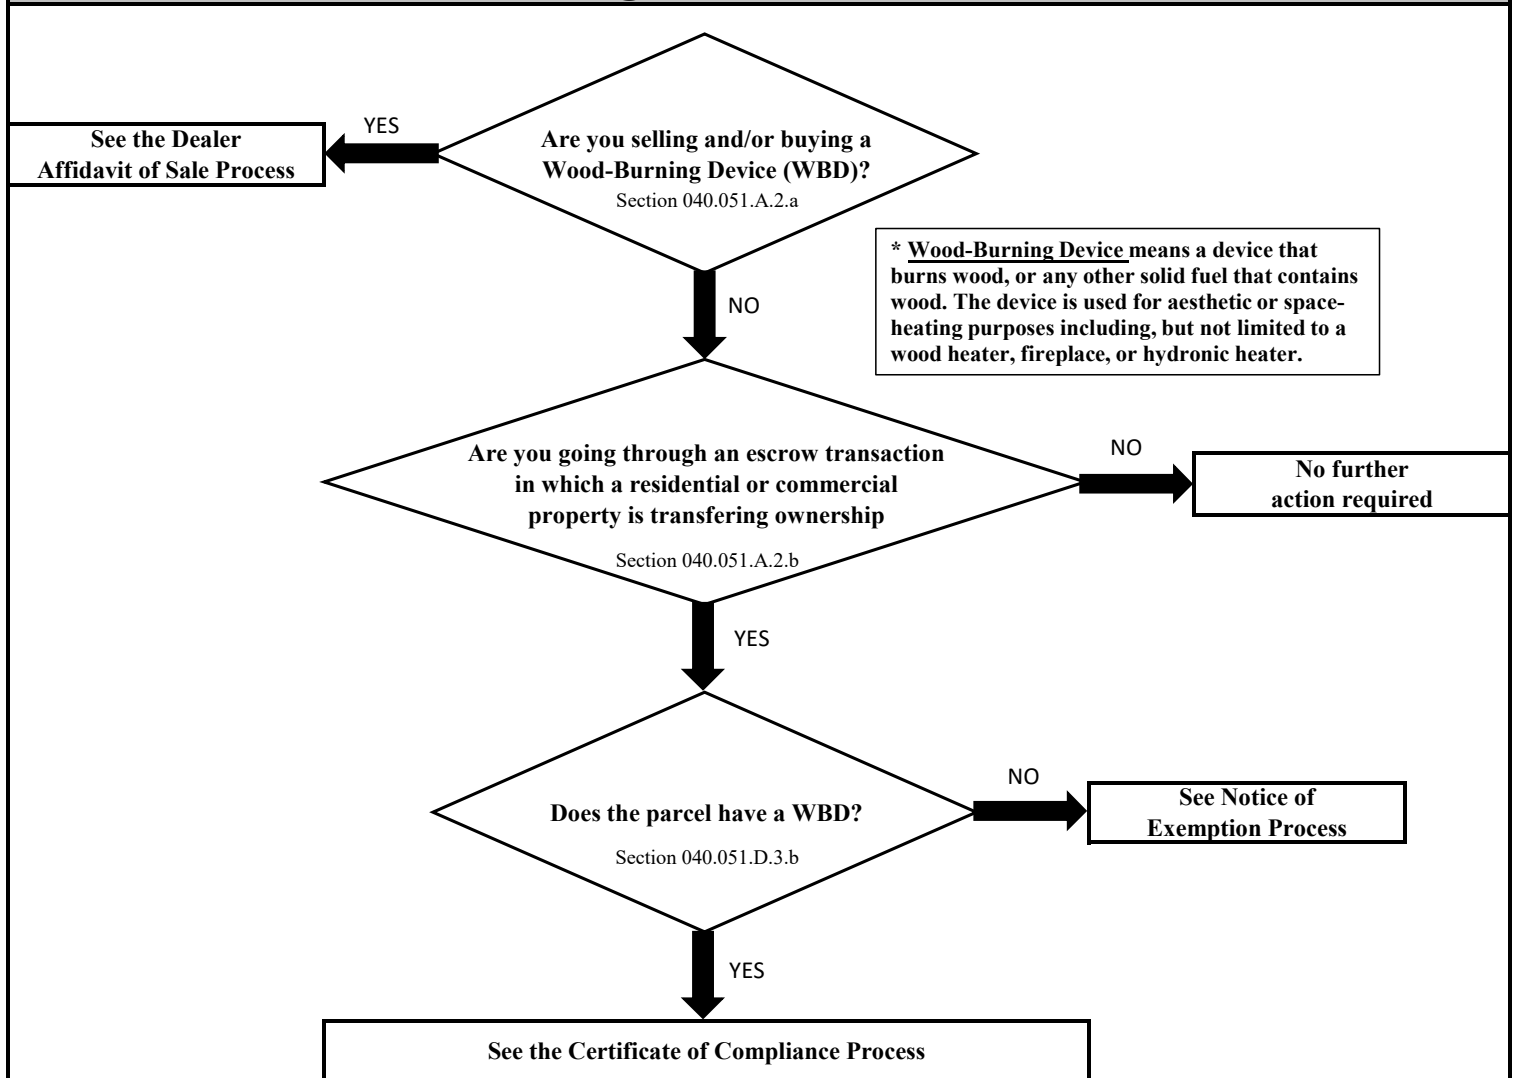 Are you selling and/or buying a
Wood-Burning Device (WBD)?
Section 040.051.A.2.a
YES
See the Dealer
Affidavit of Sale Process
NO
* Wood-Burning Device means a device that
burns wood, or any other solid fuel that contains
wood. The device is used for aesthetic or space-
heating purposes including, but not limited to a
wood heater, fireplace, or hydronic heater.
Are you going through an escrow transaction
in which a residential or commercial
property is transfering ownership
Section 040.051.A.2.b
NO
No further
action required
YES
Does the parcel have a WBD?
Section 040.051.D.3.b
NO
See Notice of
Exemption Process
YES
See the Certificate of Compliance Process